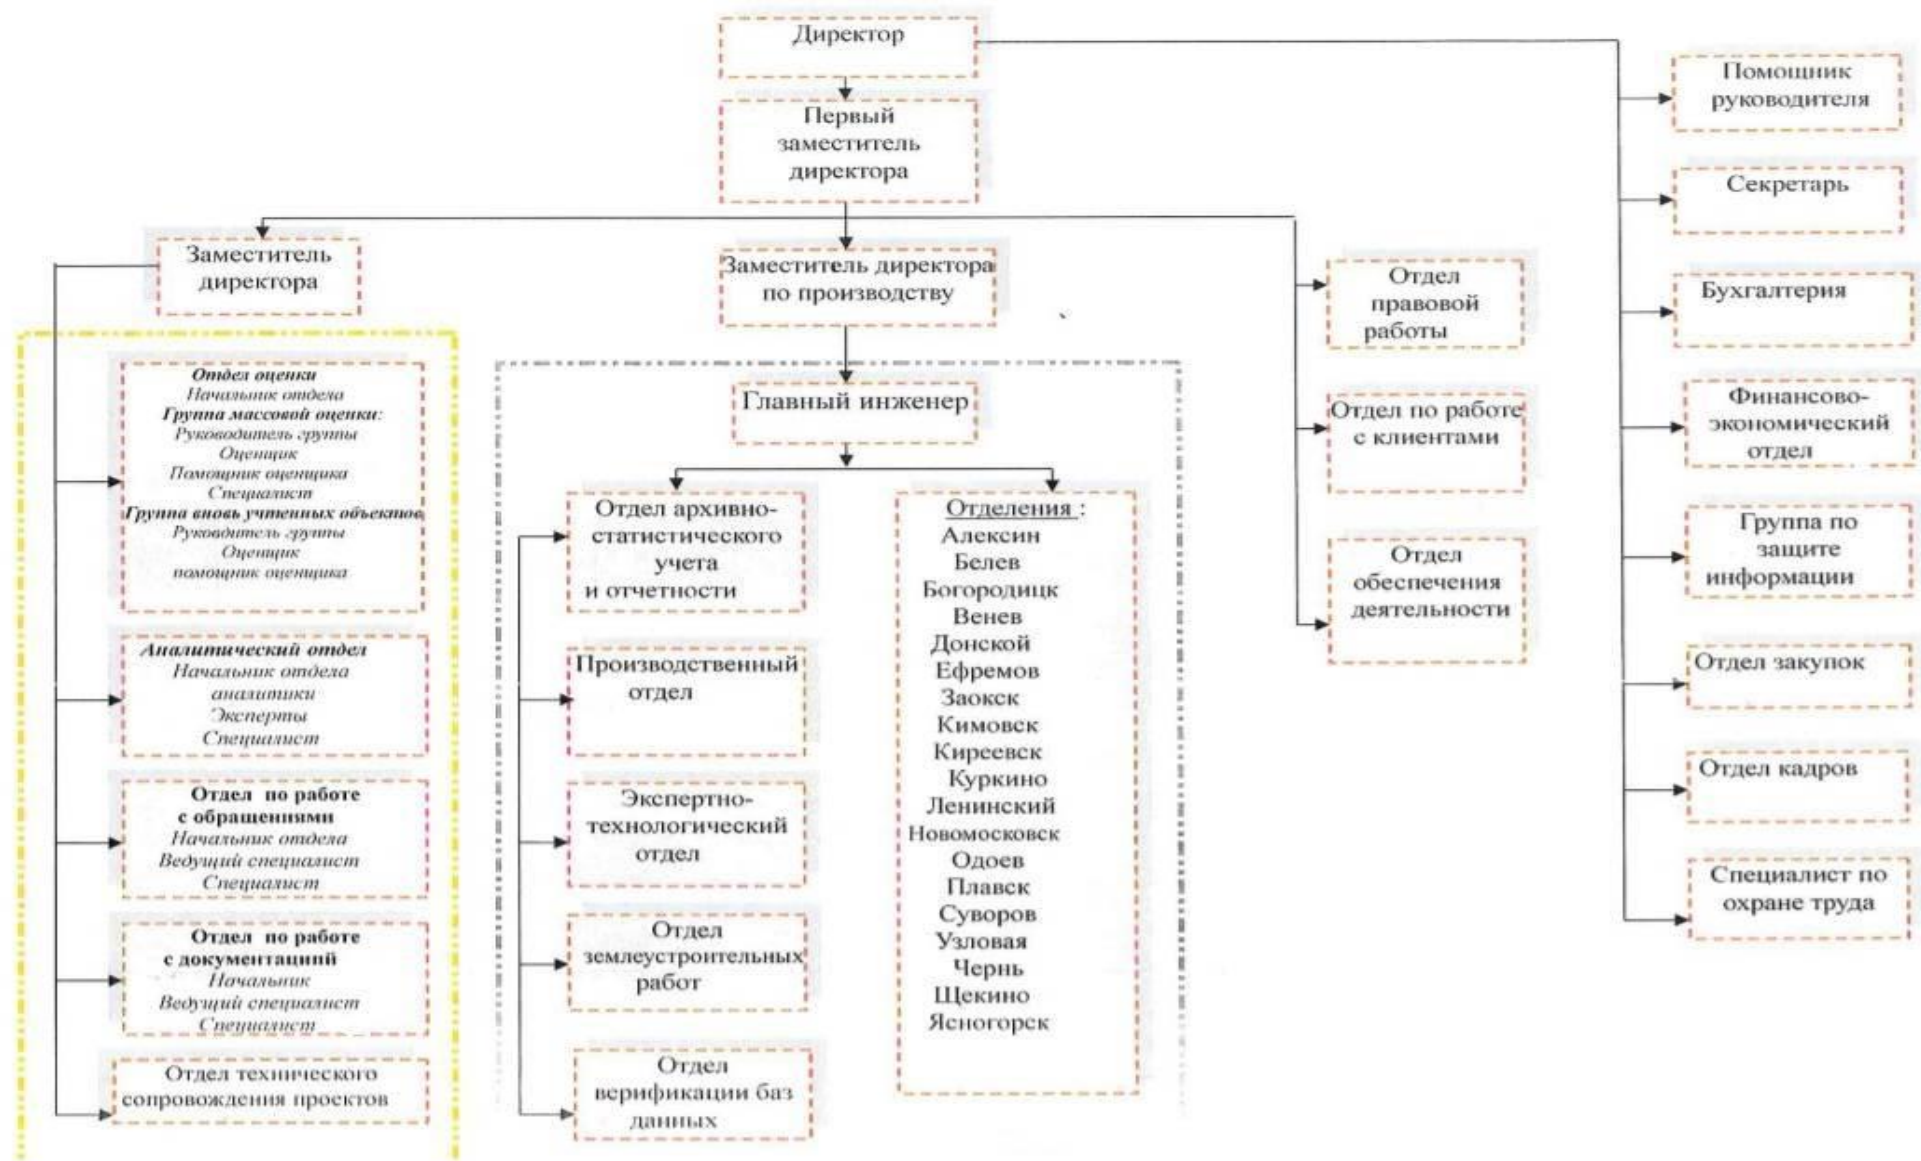 Директор
Первый
заместитель
директора
Заместитель
директора
Заместитель директора
по производству
Отдел оценки
Начальник отдела
Группа массовой оценки:
Руководитель группы
Оценщик
Помощник оценщика
Специалист
Группа вновь учтенных объектов
Руководитель группы
Оценщик
помощник оценщика
Аналитический отдел
Начальник отдела
аналитики
Эксперты
Специалист
Отдел по работе
с обращениями
Начальник отдела
Ведущий специалист
Специалист
Отдел по работе
с документацией
Начальник
Ведущий специалист
Специалист
Отдел технического
сопровождения проектов
Главный инженер
Отдел архивно-
статистического
учета
и отчетности
Производственный
отдел
Экспертно-
технологический
отдел
Отдел
землеустроительных
работ
Отдел
верификации баз
данных
Отделения :
Алексин
Белев
Богородицк
Венев
Донской
Ефремов
Заокск
Кимовск
Киреевск
Куркино
Ленинский
Новомосковск
Одоев
Плавск
Суворов
Узловая
Чернь
Щекино
Ясногорск
Отдел
правовой
работы
Отдел по работе
с клиентами
Отдел
обеспечения
деятельности
Помощник
руководителя
Секретарь
Бухгалтерия
Финансово-
экономический
отдел
Группа по
защите
информации
Отдел закупок
Отдел кадров
Специалист по
охране труда